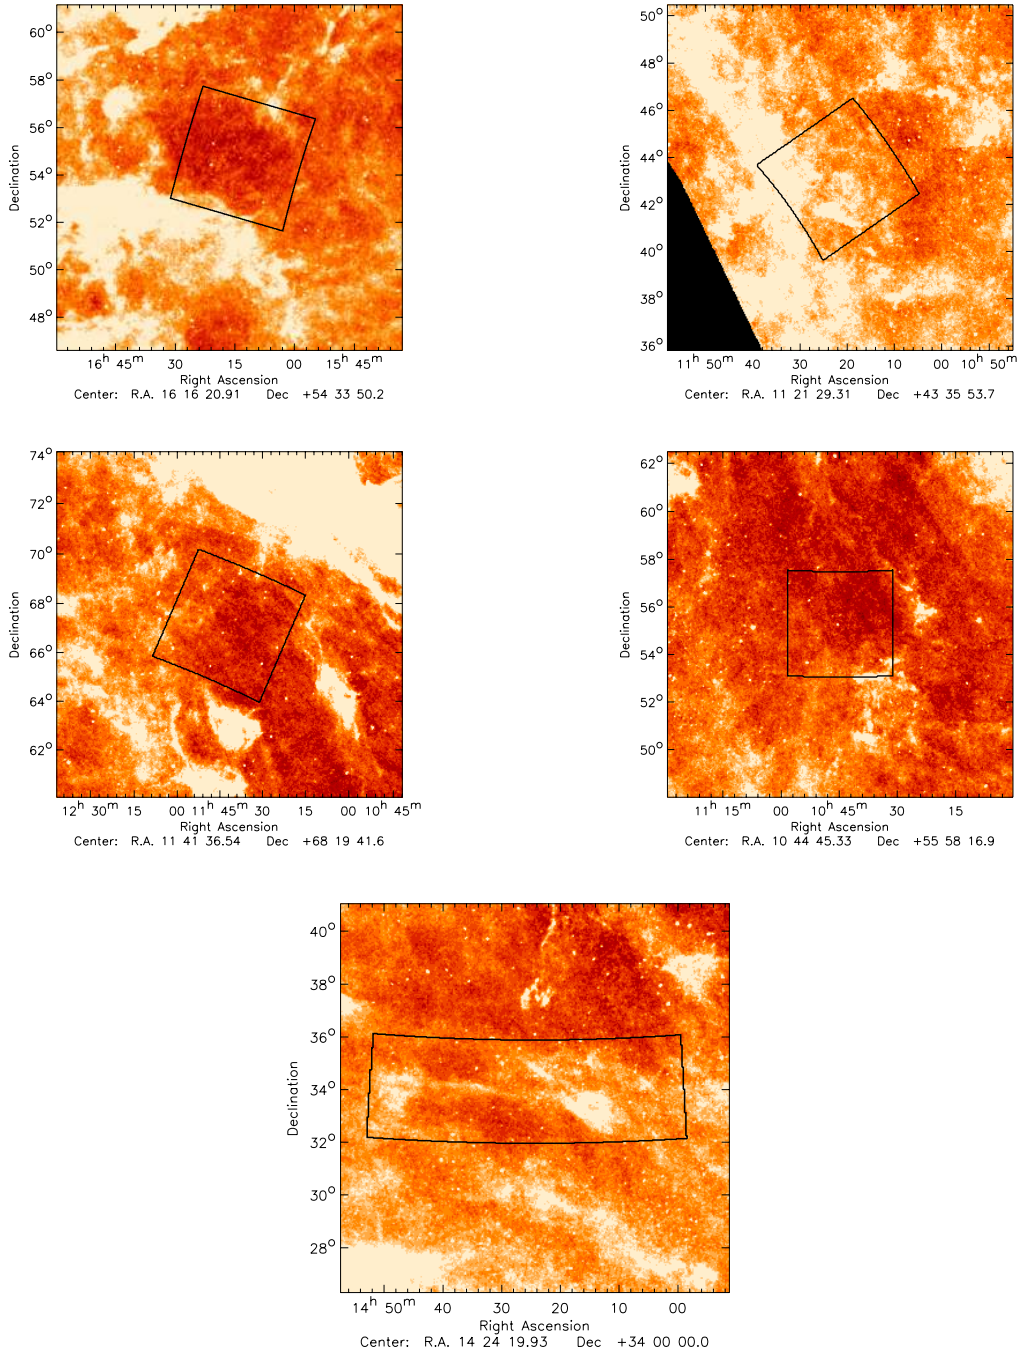 60°
58°
56°
54°
52°
50°
48°
Declination
16ʰ 45ᵐ 30 15 00 15ʰ 45ᵐ
Right Ascension
Center: R.A. 16 16 20.91 Dec +54 33 50.2
50°
48°
46°
44°
42°
40°
38°
36°
Declination
11ʰ 50ᵐ 40 30 20 10 00 10ʰ 50ᵐ
Right Ascension
Center: R.A. 11 21 29.31 Dec +43 35 53.7
74°
72°
70°
68°
66°
64°
62°
Declination
12ʰ 30ᵐ 15 00 11ʰ 45ᵐ 30 15 00 10ʰ 45ᵐ
Right Ascension
Center: R.A. 11 41 36.54 Dec +68 19 41.6
62°
60°
58°
56°
54°
52°
50°
Declination
11ʰ 15ᵐ 00 10ʰ 45ᵐ 30 15
Right Ascension
Center: R.A. 10 44 45.33 Dec +55 58 16.9
40°
38°
36°
34°
32°
30°
28°
Declination
14ʰ 50ᵐ 40 30 20 10 00
Right Ascension
Center: R.A. 14 24 19.93 Dec +34 00 00.0